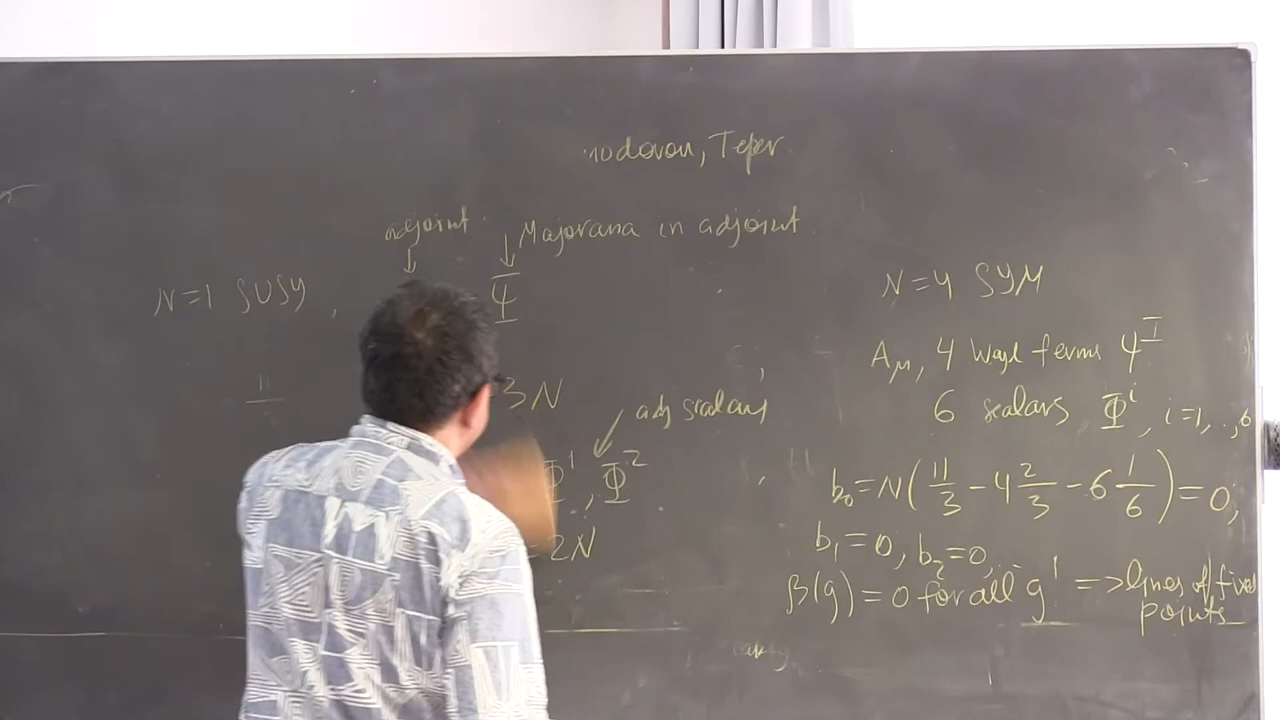 Teper
adjoint
↓
↓ Majorana in adjoint
N=1 SUSY,
Ψ
3N
adj scalars
Φ¹, Φ²
= 2N
N=4 SYM
Aμ, 4 Weyl ferms ψ^I
6 scalars Φ^i, i=1,..,6
b₀=N(11/3 - 4 2/3 - 6 1/6)=0,
b₁=0, b₂=0,
β(g)=0 for all g! => lines of fixed
points